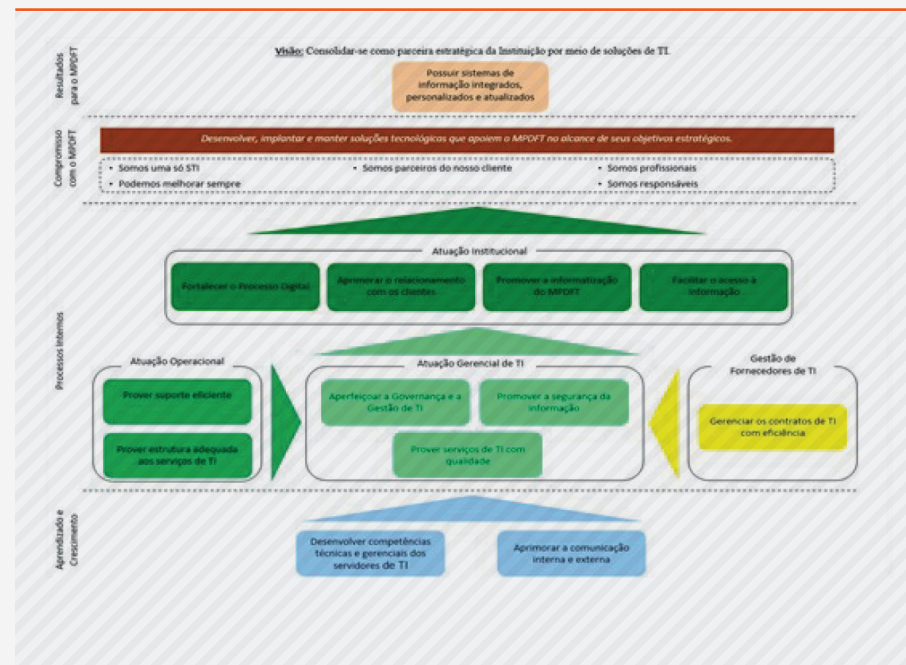 Visão: Consolidar-se como parceira estratégica da Instituição por meio de soluções de TI.
Resultados
para o MPDFT
Possuir sistemas de
informação integrados,
personalizados e atualizados
Compromisso
com o MPDFT
Desenvolver, implantar e manter soluções tecnológicas que apoiem o MPDFT no alcance de seus objetivos estratégicos.
• Somos uma só STI
• Podemos melhorar sempre
• Somos parceiros do nosso cliente
• Somos profissionais
• Somos responsáveis
Processos Internos
Atuação Institucional
Fortalecer o Processo Digital
Aprimorar o relacionamento
com os clientes
Promover a informatização
do MPDFT
Facilitar o acesso à
informação
Atuação Operacional
Prover suporte eficiente
Prover estrutura adequada
aos serviços de TI
Atuação Gerencial de TI
Aperfeiçoar a Governança e a
Gestão de TI
Promover a segurança da
informação
Prover serviços de TI com
qualidade
Gestão de
Fornecedores de TI
Gerenciar os contratos de TI
com eficiência
Aprendizado e
Crescimento
Desenvolver competências
técnicas e gerenciais dos
servidores de TI
Aprimorar a comunicação
interna e externa